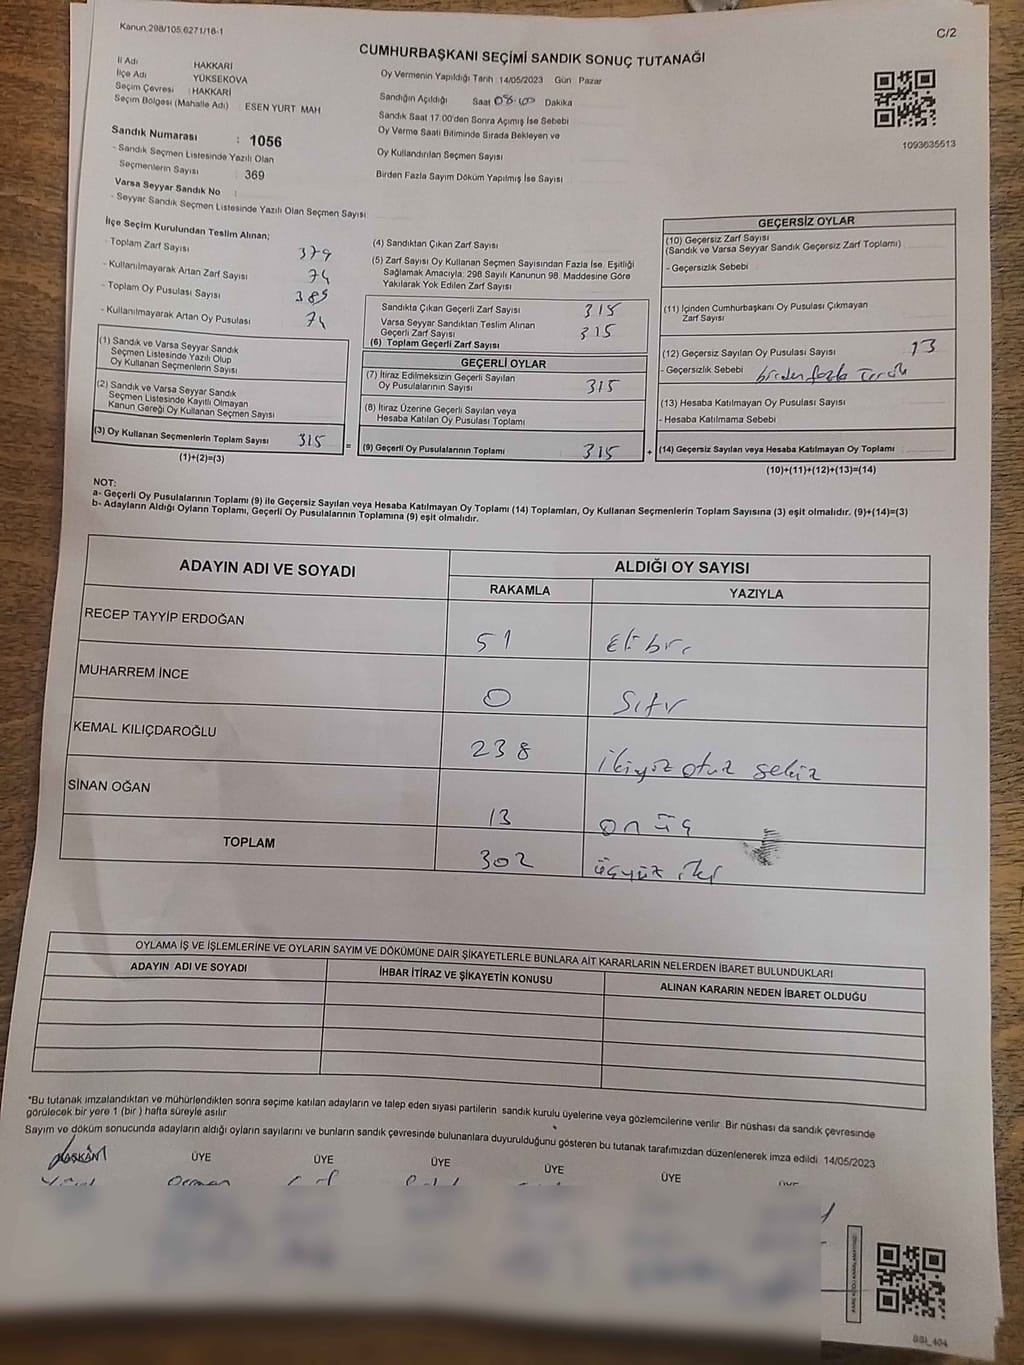 Kanun 298/105,6271/18-1
C/2
CUMHURBAŞKANI SEÇİMİ SANDIK SONUÇ TUTANAĞI
İl Adı HAKKARİ
İlçe Adı YÜKSEKOVA
Seçim Çevresi : HAKKARİ
Seçim Bölgesi (Mahalle Adı) ESEN YURT MAH
Sandık Numarası : 1056
- Sandık Seçmen Listesinde Yazılı Olan
Seçmenlerin Sayısı : 369
Varsa Seyyar Sandık No :
- Seyyar Sandık Seçmen Listesinde Yazılı Olan Seçmen Sayısı
Oy Vermenin Yapıldığı Tarih : 14/05/2023 Gün : Pazar
Sandığın Açıldığı Saat 08.00 Dakika
Sandık Saat 17.00'den Sonra Açımış İse Sebebi
Oy Verme Saati Bitiminde Sırada Bekleyen ve
Oy Kullandırılan Seçmen Sayısı
Birden Fazla Sayım Döküm Yapılmış İse Sayısı
1093635513
İlçe Seçim Kurulundan Teslim Alınan;
- Toplam Zarf Sayısı 379
- Kullanılmayarak Artan Zarf Sayısı 74
- Toplam Oy Pusulası Sayısı 389
- Kullanılmayarak Artan Oy Pusulası 74
(1) Sandık ve Varsa Seyyar Sandık
Seçmen Listesinde Yazılı Olup
Oy Kullanan Seçmenlerin Sayısı
(2) Sandık ve Varsa Seyyar Sandık
Seçmen Listesinde Kayıtlı Olmayan
Kanun Gereği Oy Kullanan Seçmen Sayısı
(3) Oy Kullanan Seçmenlerin Toplam Sayısı 315 =
(1)+(2)=(3)
(4) Sandıktan Çıkan Zarf Sayısı
(5) Zarf Sayısı Oy Kullanan Seçmen Sayısından Fazla İse, Eşitliği
Sağlamak Amacıyla; 298 Sayılı Kanunun 98. Maddesine Göre
Yakılarak Yok Edilen Zarf Sayısı
Sandıkta Çıkan Geçerli Zarf Sayısı 315
Varsa Seyyar Sandıktan Teslim Alınan
Geçerli Zarf Sayısı 315
(6) Toplam Geçerli Zarf Sayısı
GEÇERLİ OYLAR
(7) İtiraz Edilmeksizin Geçerli Sayılan
Oy Pusulalarının Sayısı 315
(8) İtiraz Üzerine Geçerli Sayılan veya
Hesaba Katılan Oy Pusulası Toplamı
(9) Geçerli Oy Pusulalarının Toplamı 315 +
GEÇERSİZ OYLAR
(10) Geçersiz Zarf Sayısı
(Sandık ve Varsa Seyyar Sandık Geçersiz Zarf Toplamı)
- Geçersizlik Sebebi
(11) İçinden Cumhurbaşkanı Oy Pusulası Çıkmayan
Zarf Sayısı
(12) Geçersiz Sayılan Oy Pusulası Sayısı 13
- Geçersizlik Sebebi birden fazla
(13) Hesaba Katılmayan Oy Pusulası Sayısı
- Hesaba Katılmama Sebebi
(14) Geçersiz Sayılan veya Hesaba Katılmayan Oy Toplamı
(10)+(11)+(12)+(13)=(14)
NOT:
a- Geçerli Oy Pusulalarının Toplamı (9) ile Geçersiz Sayılan veya Hesaba Katılmayan Oy Toplamı (14) Toplamları, Oy Kullanan Seçmenlerin Toplam Sayısına (3) eşit olmalıdır. (9)+(14)=(3)
b- Adayların Aldığı Oyların Toplamı, Geçerli Oy Pusulalarının Toplamına (9) eşit olmalıdır.
ADAYIN ADI VE SOYADI ALDIĞI OY SAYISI
RAKAMLA YAZIYLA
RECEP TAYYİP ERDOĞAN 51 Elli bir
MUHARREM İNCE 0 Sıfır
KEMAL KILIÇDAROĞLU 238 ikiyüz otuz sekiz
SİNAN OĞAN 13 on üç
TOPLAM 302 üçyüz iki
OYLAMA İŞ VE İŞLEMLERİNE VE OYLARIN SAYIM VE DÖKÜMÜNE DAİR ŞİKAYETLERLE BUNLARA AİT KARARLARIN NELERDEN İBARET BULUNDUKLARI
ADAYIN ADI VE SOYADI İHBAR İTİRAZ VE ŞİKAYETİN KONUSU ALINAN KARARIN NEDEN İBARET OLDUĞU
*Bu tutanak imzalandıktan ve mühürlendikten sonra seçime katılan adayların ve talep eden siyasi partilerin sandık kurulu üyelerine veya gözlemcilerine verilir. Bir nüshası da sandık çevresinde
görülecek bir yere 1 (bir ) hafta süreyle asılır
Sayım ve döküm sonucunda adayların aldığı oyların sayılarını ve bunların sandık çevresinde bulunanlara duyurulduğunu gösteren bu tutanak tarafımızdan düzenlenerek imza edildi. 14/05/2023
BAŞKAN ÜYE ÜYE ÜYE ÜYE ÜYE ÜYE
Osman
BSI_404